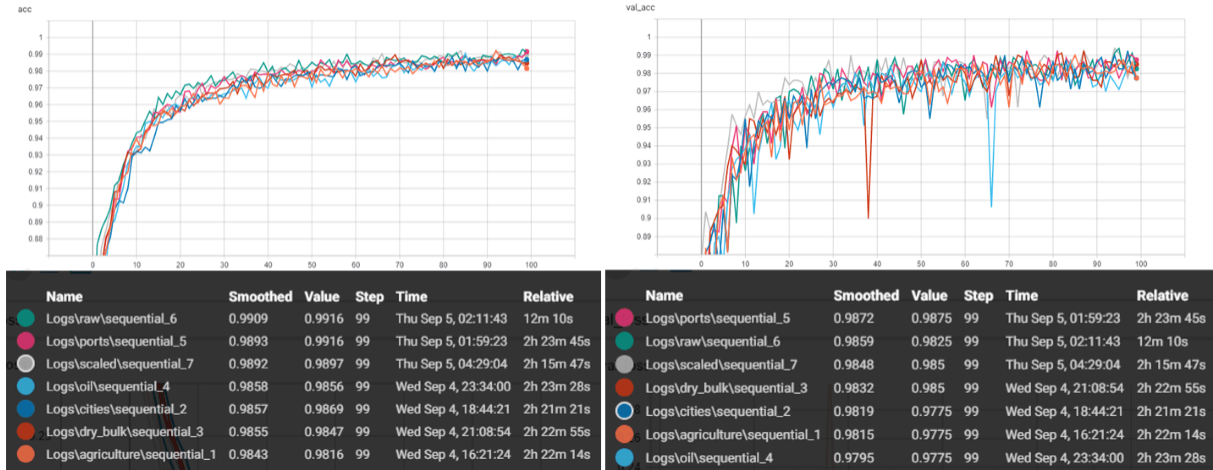 acc
1
0.99
0.98
0.97
0.96
0.95
0.94
0.93
0.92
0.91
0.9
0.89
0.88
0 10 20 30 40 50 60 70 80 90 100
Name Smoothed Value Step Time Relative
Logs\raw\sequential_6 0.9909 0.9916 99 Thu Sep 5, 02:11:43 12m 10s
Logs\ports\sequential_5 0.9893 0.9916 99 Thu Sep 5, 01:59:23 2h 23m 45s
Logs\scaled\sequential_7 0.9892 0.9897 99 Thu Sep 5, 04:29:04 2h 15m 47s
Logs\oil\sequential_4 0.9858 0.9856 99 Wed Sep 4, 23:34:00 2h 23m 28s
Logs\cities\sequential_2 0.9857 0.9869 99 Wed Sep 4, 18:44:21 2h 21m 21s
Logs\dry_bulk\sequential_3 0.9855 0.9847 99 Wed Sep 4, 21:08:54 2h 22m 55s
Logs\agriculture\sequential_1 0.9843 0.9816 99 Wed Sep 4, 16:21:24 2h 22m 14s
val_acc
1
0.99
0.98
0.97
0.96
0.95
0.94
0.93
0.92
0.91
0.9
0.89
0 10 20 30 40 50 60 70 80 90 100
Name Smoothed Value Step Time Relative
Logs\ports\sequential_5 0.9872 0.9875 99 Thu Sep 5, 01:59:23 2h 23m 45s
Logs\raw\sequential_6 0.9859 0.9825 99 Thu Sep 5, 02:11:43 12m 10s
Logs\scaled\sequential_7 0.9848 0.985 99 Thu Sep 5, 04:29:04 2h 15m 47s
Logs\dry_bulk\sequential_3 0.9832 0.985 99 Wed Sep 4, 21:08:54 2h 22m 55s
Logs\cities\sequential_2 0.9819 0.9775 99 Wed Sep 4, 18:44:21 2h 21m 21s
Logs\agriculture\sequential_1 0.9815 0.9775 99 Wed Sep 4, 16:21:24 2h 22m 14s
Logs\oil\sequential_4 0.9795 0.9775 99 Wed Sep 4, 23:34:00 2h 23m 28s